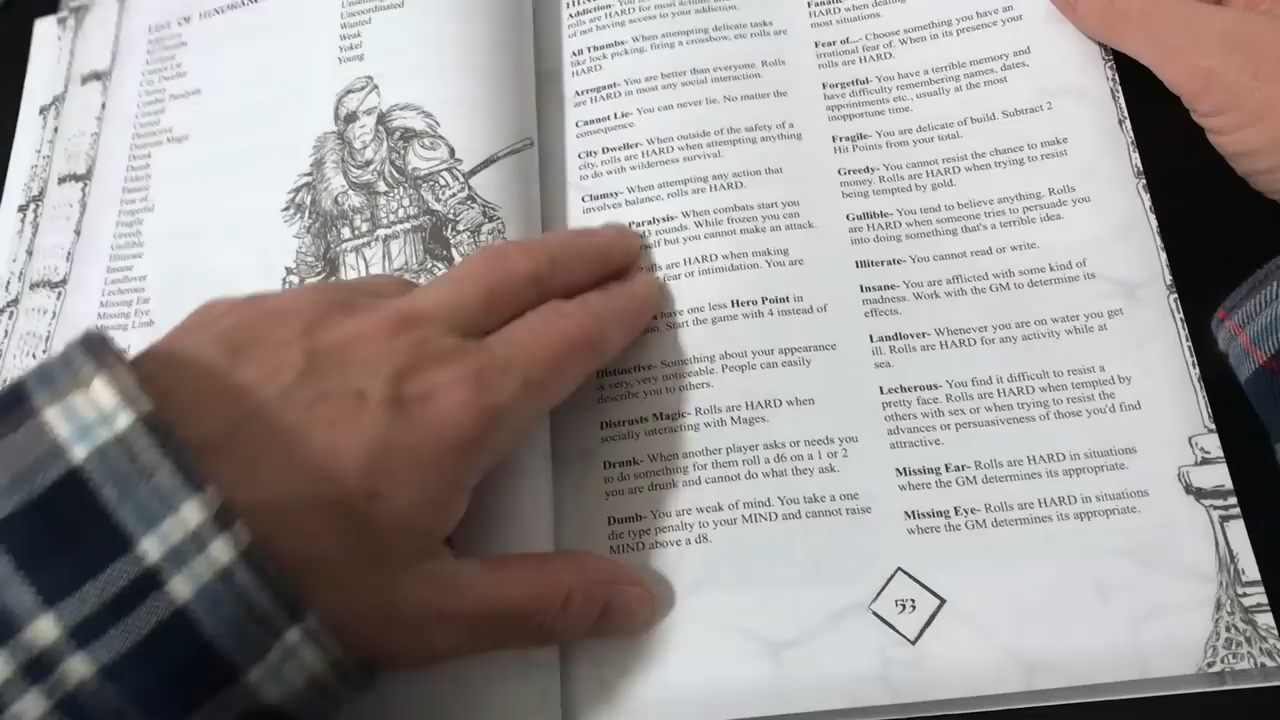 LIST OF
Combat Paralysis
Coward
Cursed
Distinctive
Distrusts Magic
Drunk
Dumb
Elderly
Fanatic
Fear of...
Forgetful
Fragile
Greedy
Gullible
Illiterate
Insane
Landlover
Lecherous
Missing Ear
Missing Eye
Missing Limb
Uncoordinated
Wanted
Weak
Yokel
Young
Addiction- You
rolls are HARD for most
of not having access to your addiction.
All Thumbs- When attempting delicate tasks
like lock picking, firing a crossbow, etc rolls are
HARD.
Arrogant- You are better than everyone. Rolls
are HARD in most any social interaction.
Cannot Lie- You can never lie. No matter the
consequence.
City Dweller- When outside of the safety of a
city, rolls are HARD when attempting anything
to do with wilderness survival.
Clumsy- When attempting any action that
involves balance, rolls are HARD.
Paralysis- When combats start you
rounds. While frozen you can
but you cannot make an attack.
are HARD when making
fear or intimidation. You are
have one less Hero Point in
Start the game with 4 instead of
Distinctive- Something about your appearance
is very, very noticeable. People can easily
describe you to others.
Distrusts Magic- Rolls are HARD when
socially interacting with Mages.
Drunk- When another player asks or needs you
to do something for them roll a d6 on a 1 or 2
you are drunk and cannot do what they ask.
Dumb- You are weak of mind. You take a one
die type penalty to your MIND and cannot raise
MIND above a d8.
HARD when
most situations.
Fear of...- Choose something you have an
irrational fear of. When in its presence your
rolls are HARD.
Forgetful- You have a terrible memory and
have difficulty remembering names, dates,
appointments etc., usually at the most
inopportune time.
Fragile- You are delicate of build. Subtract 2
Hit Points from your total.
Greedy- You cannot resist the chance to make
money. Rolls are HARD when trying to resist
being tempted by gold.
Gullible- You tend to believe anything. Rolls
are HARD when someone tries to persuade you
into doing something that's a terrible idea.
Illiterate- You cannot read or write.
Insane- You are afflicted with some kind of
madness. Work with the GM to determine its
effects.
Landlover- Whenever you are on water you get
ill. Rolls are HARD for any activity while at
sea.
Lecherous- You find it difficult to resist a
pretty face. Rolls are HARD when tempted by
others with sex or when trying to resist the
advances or persuasiveness of those you'd find
attractive.
Missing Ear- Rolls are HARD in situations
where the GM determines its appropriate.
Missing Eye- Rolls are HARD in situations
where the GM determines its appropriate.
53